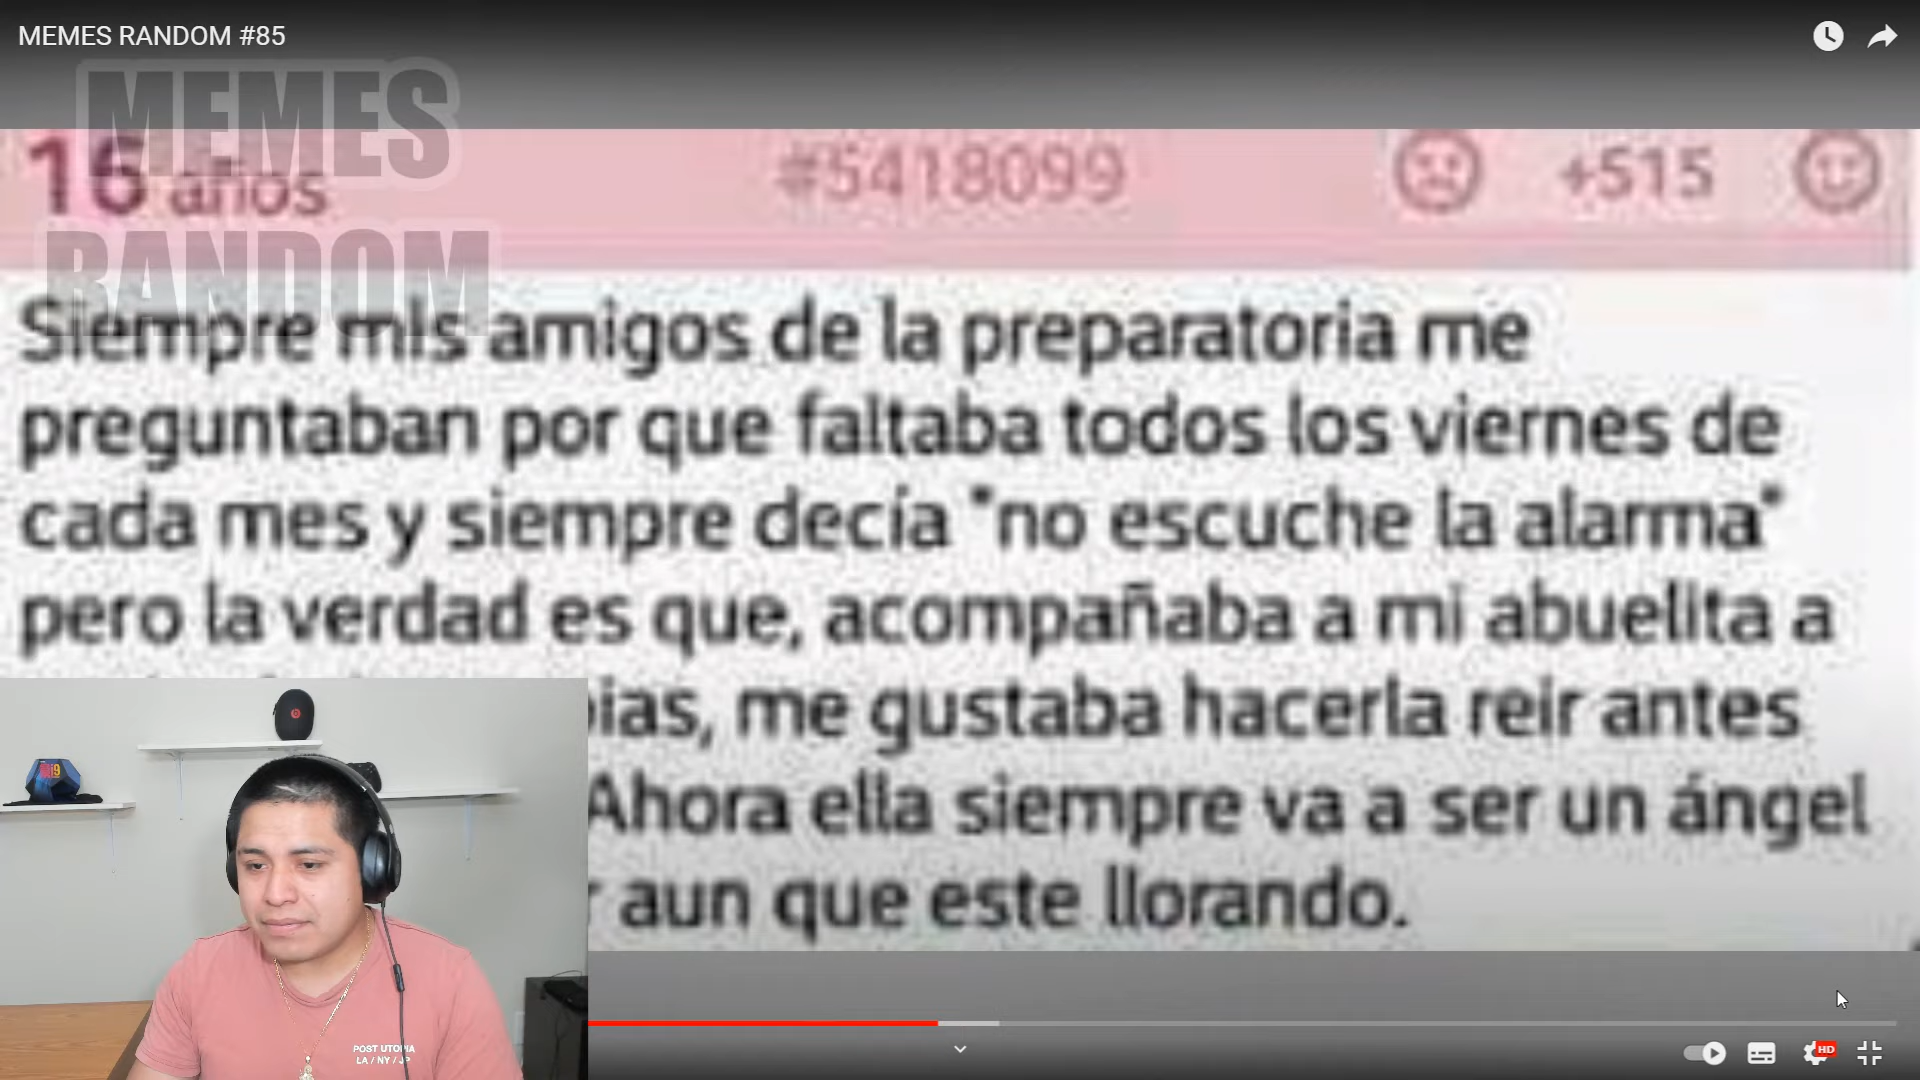 MEMES RANDOM #85
MEMES
RANDOM
16 años #5418099 +515
Siempre mis amigos de la preparatoria me
preguntaban por que faltaba todos los viernes de
cada mes y siempre decía "no escuche la alarma"
pero la verdad es que, acompañaba a mi abuelita a
me gustaba hacerla reir antes
Ahora ella siempre va a ser un ángel
aun que este llorando.
i9
POST UTOPIA
LA / NY / JP
HD